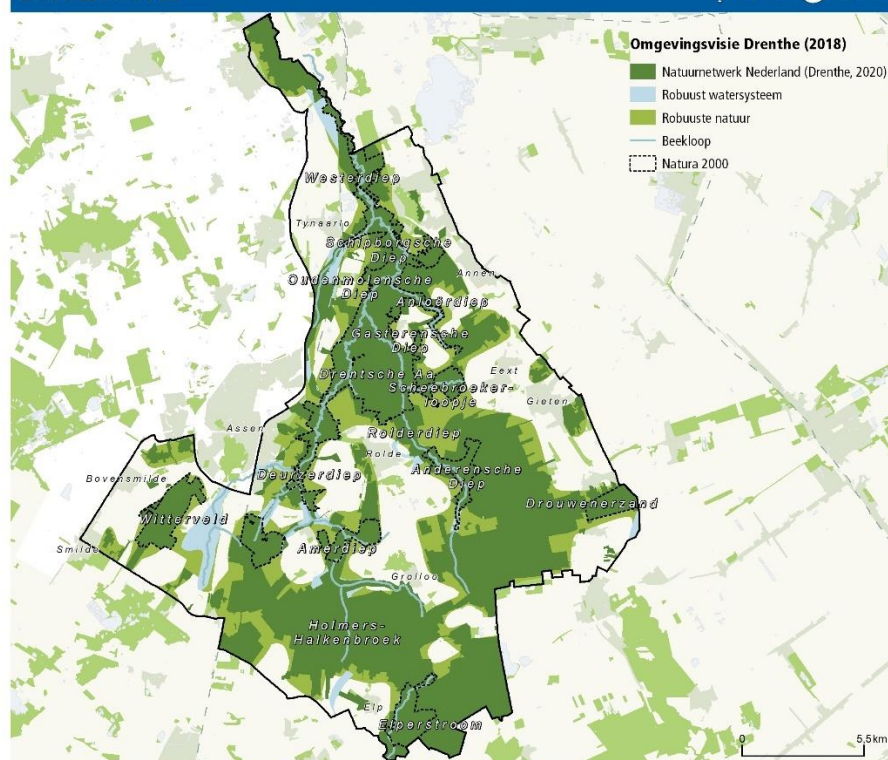 Omgevingsvisie Drenthe (2018)
Natuurnetwerk Nederland (Drenthe, 2020)
Robuust watersysteem
Robuuste natuur
Beekloop
Natura 2000
Westerdiep
Tynaarlo
Schipborgsche
Diep
Annen
Oudemolensche
Diep
Anloërdiep
Gasterensche
Diep
Drentsche Aa
Eext
Scheebroeker-
loopje
Gieten
Assen
Rolderdiep
Rolde
Anderensche
Diep
Deurzerdiep
Bovensmilde
Drouwenerzand
Witterveld
Smilde
Amerdiep
Grolloo
Holmers-
Halkenbroek
Elp
Elperstroom
0
5.5km